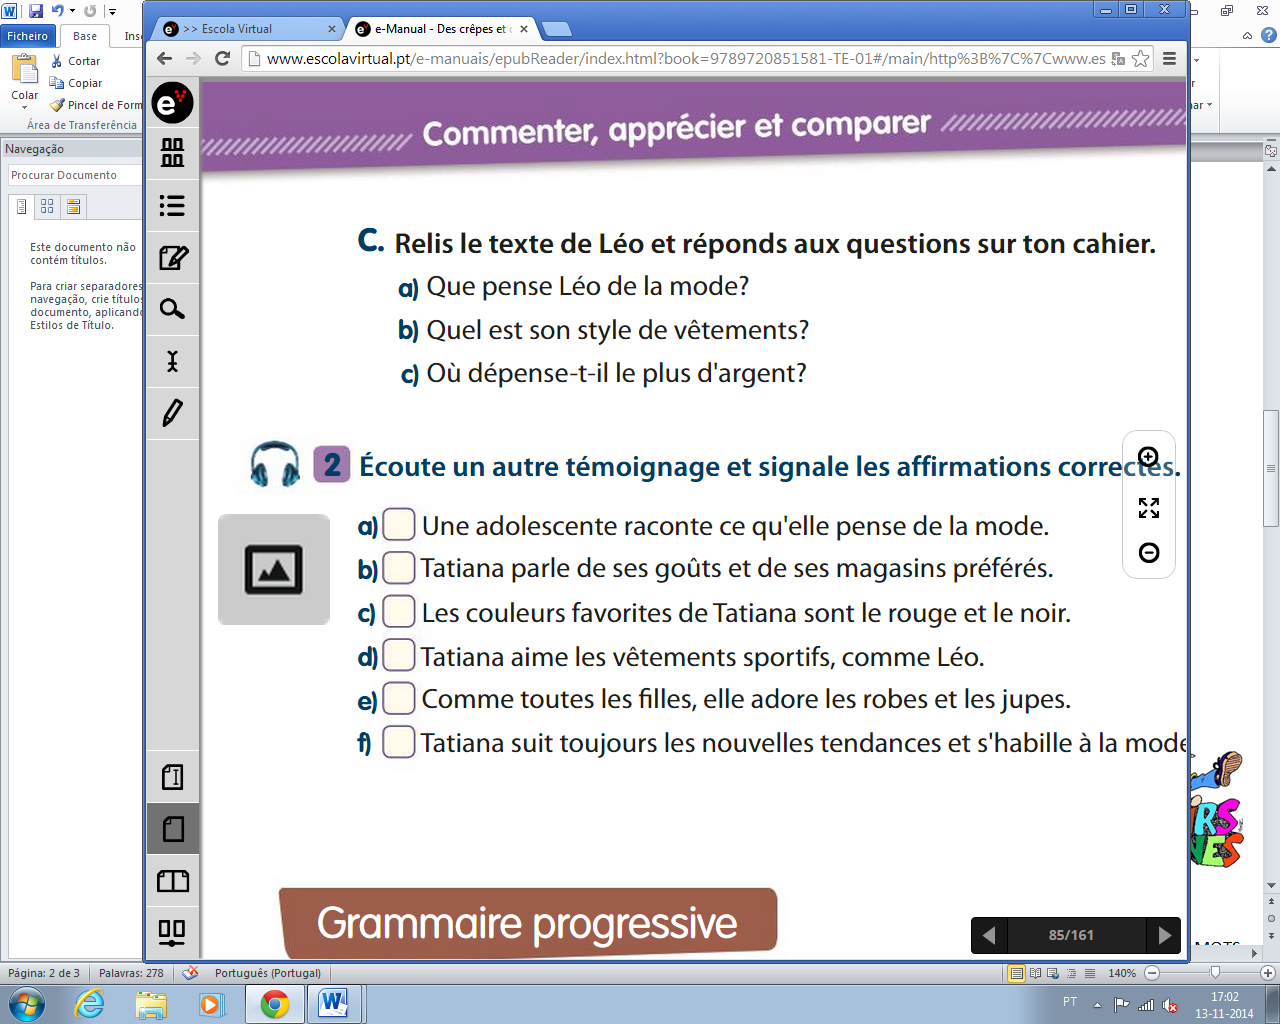 >> Escola Virtual
e-Manual - Des crêpes et
www.escolavirtual.pt/e-manuais/epubReader/index.html?book=9789720851581-TE-01#/main/http%3B%7C%7Cwww.es
Ficheiro
Base
Ins
Colar
Cortar
Copiar
Pincel de Form
Área de Transferência
ar
Navegação
Procurar Documento
Este documento não
contém títulos.
Para criar separadores
navegação, crie títulos
documento, aplicando
Estilos de Título.
Commenter, apprécier et comparer
C. Relis le texte de Léo et réponds aux questions sur ton cahier.
a) Que pense Léo de la mode?
b) Quel est son style de vêtements?
c) Où dépense-t-il le plus d'argent?
2 Écoute un autre témoignage et signale les affirmations correctes.
a) Une adolescente raconte ce qu'elle pense de la mode.
b) Tatiana parle de ses goûts et de ses magasins préférés.
c) Les couleurs favorites de Tatiana sont le rouge et le noir.
d) Tatiana aime les vêtements sportifs, comme Léo.
e) Comme toutes les filles, elle adore les robes et les jupes.
f) Tatiana suit toujours les nouvelles tendances et s'habille à la mode
Grammaire progressive
85/161
Página: 2 de 3
Palavras: 278
Português (Portugal)
140%
PT
17:02
13-11-2014